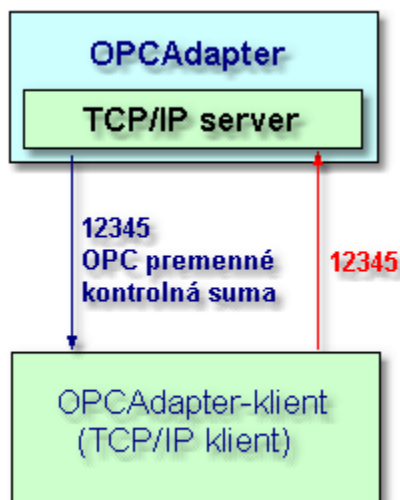 OPCAdapter
TCP/IP server
12345
OPC premenné
kontrolná suma
12345
OPCAdapter-klient
(TCP/IP klient)